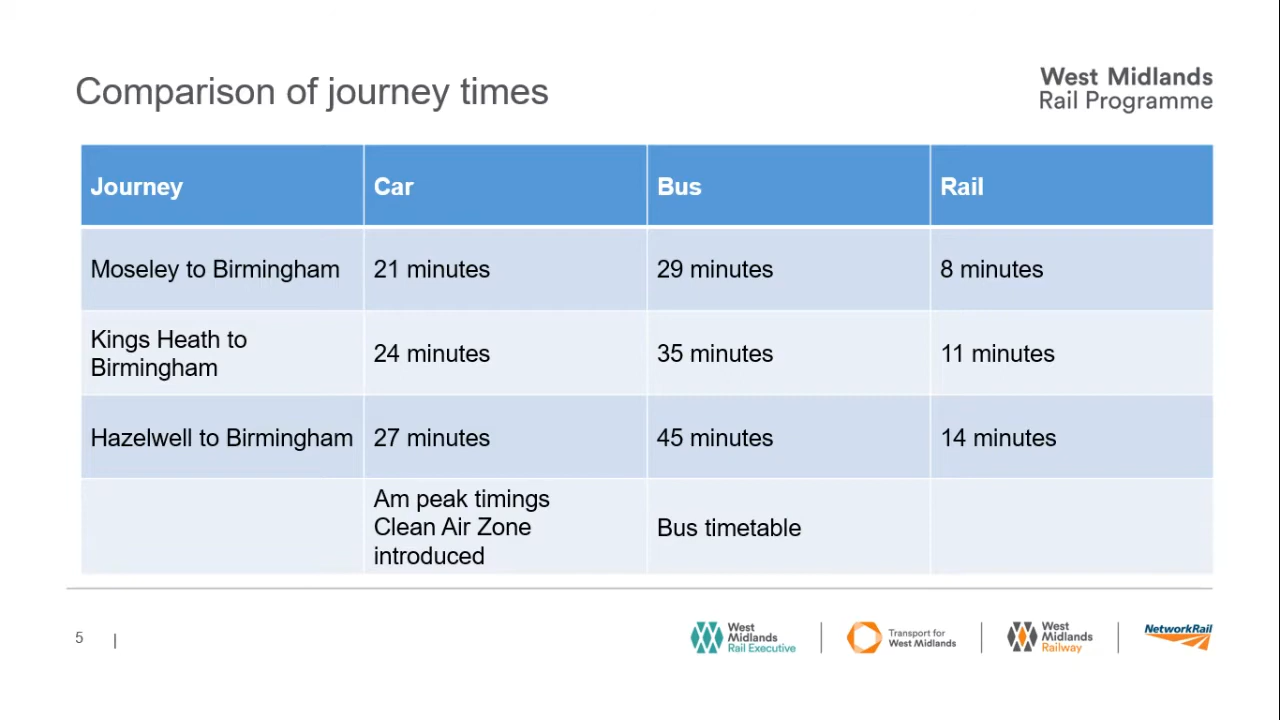 Comparison of journey times
West Midlands
Rail Programme
Journey
Car
Bus
Rail
Moseley to Birmingham
21 minutes
29 minutes
8 minutes
Kings Heath to
Birmingham
24 minutes
35 minutes
11 minutes
Hazelwell to Birmingham
27 minutes
45 minutes
14 minutes
Am peak timings
Clean Air Zone
introduced
Bus timetable
5
|
West
Midlands
Rail Executive
Transport for
West Midlands
West
Midlands
Railway
NetworkRail